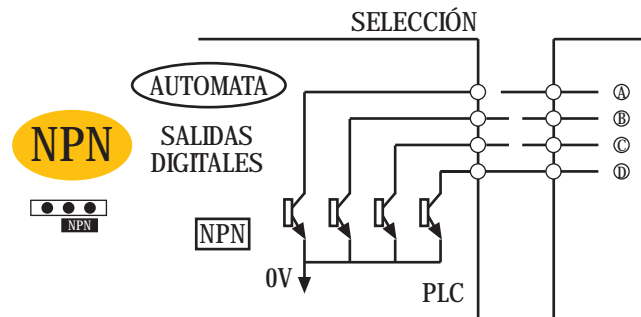 SELECCIÓN
AUTOMATA
Ⓐ
Ⓑ
NPN
SALIDAS
DIGITALES
Ⓒ
Ⓓ
NPN
NPN
0V
PLC